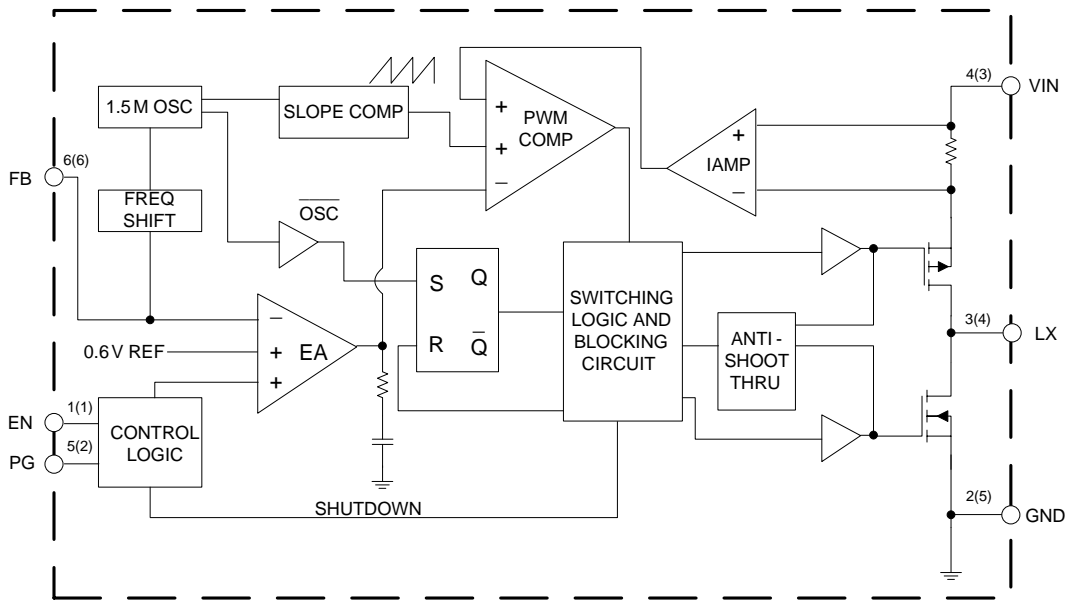 4(3)
VIN
1.5 M OSC
SLOPE COMP
+
+
−
PWM
COMP
+
−
IAMP
6(6)
FB
FREQ
SHIFT
OSC
S
Q
R
Q
SWITCHING
LOGIC AND
BLOCKING
CIRCUIT
ANTI -
SHOOT
THRU
3(4)
LX
−
+
+
EA
0.6 V REF
1(1)
EN
5(2)
PG
CONTROL
LOGIC
SHUTDOWN
2(5)
GND